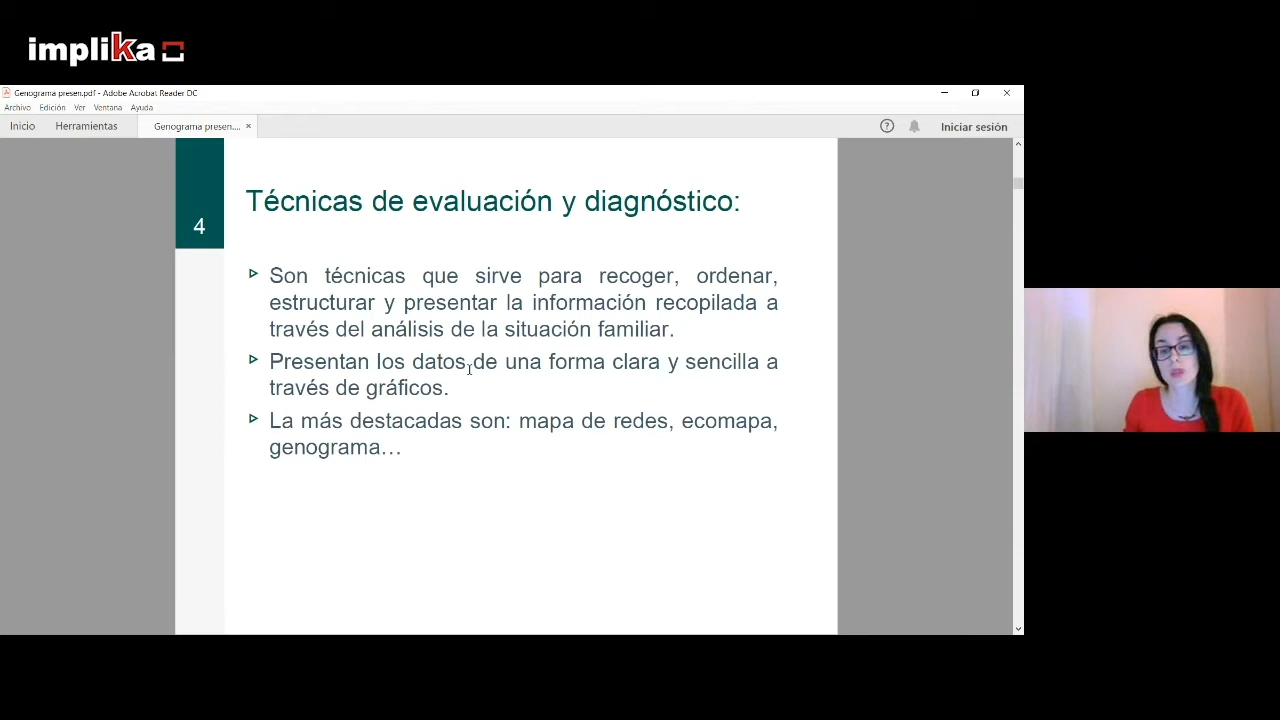 implika
Genograma presen.pdf - Adobe Acrobat Reader DC
Archivo Edición Ver Ventana Ayuda
Inicio Herramientas Genograma presen.... × ? Iniciar sesión
4
Técnicas de evaluación y diagnóstico:
Son técnicas que sirve para recoger, ordenar,
estructurar y presentar la información recopilada a
través del análisis de la situación familiar.
Presentan los datos de una forma clara y sencilla a
través de gráficos.
La más destacadas son: mapa de redes, ecomapa,
genograma…